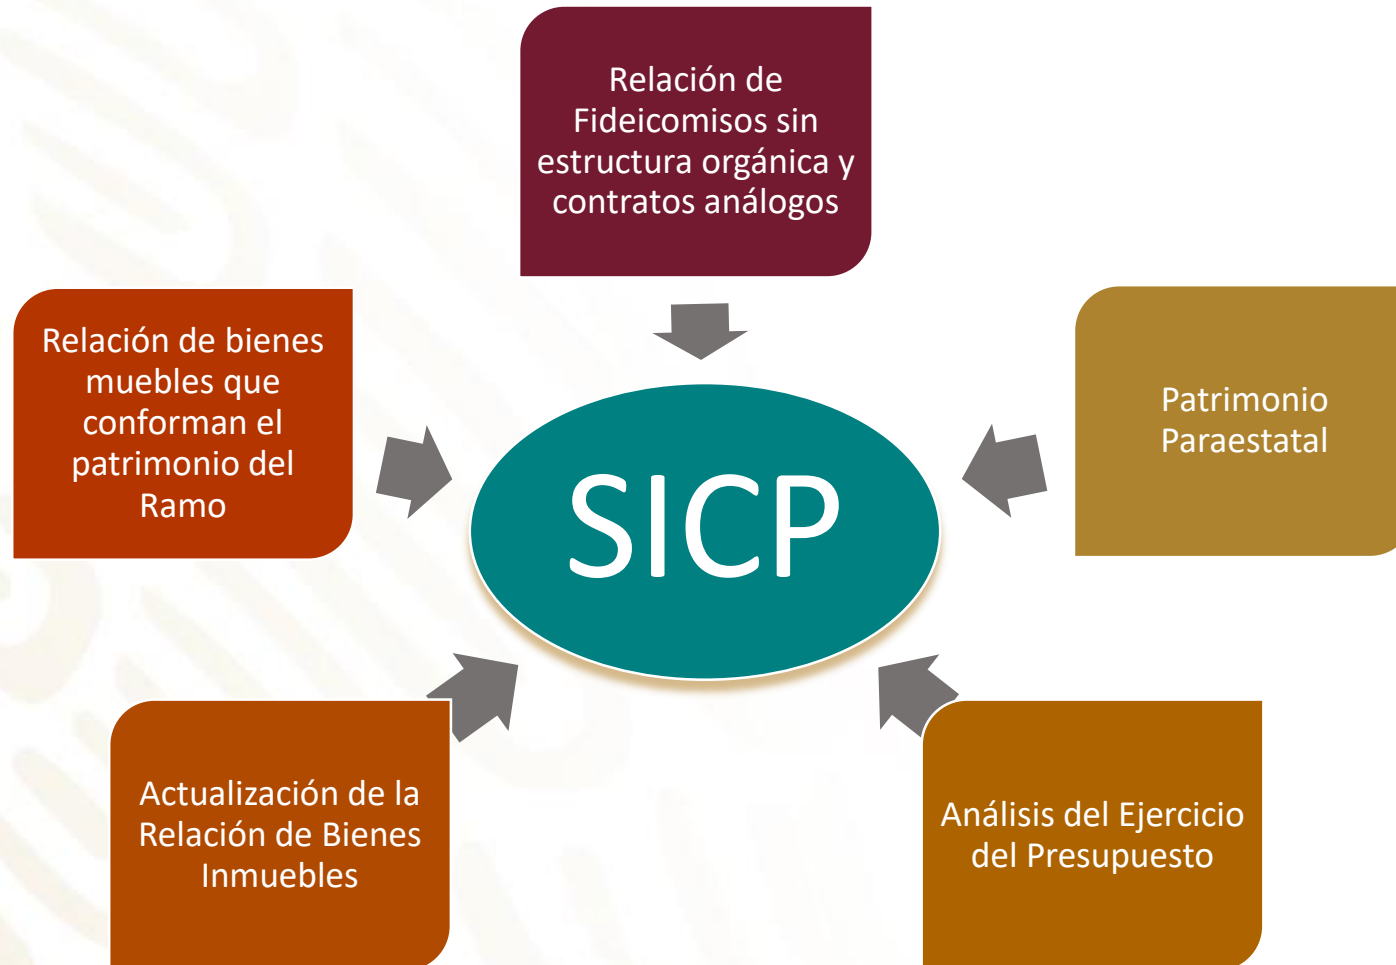 Relación de
Fideicomisos sin
estructura orgánica y
contratos análogos
Relación de bienes
muebles que
conforman el
patrimonio del
Ramo
Patrimonio
Paraestatal
SICP
Actualización de la
Relación de Bienes
Inmuebles
Análisis del Ejercicio
del Presupuesto